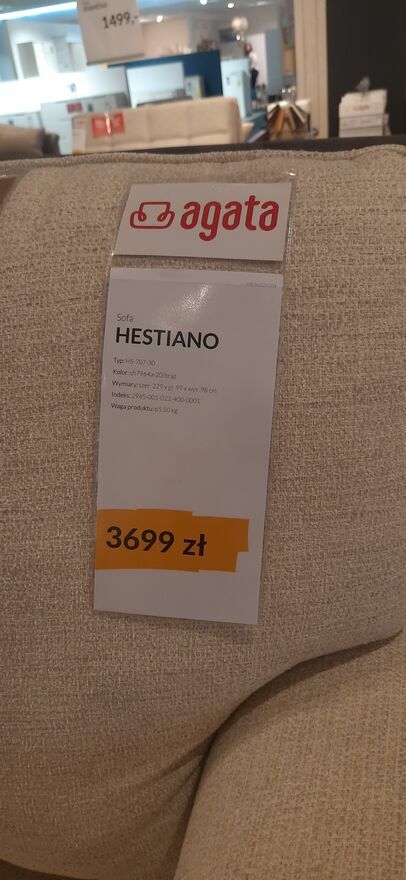 1499,-
agata
Sofa
HESTIANO
Typ: HS-707-30
Kolor: sh7964a-20/brąz
Wymiary: szer. 229 x gł. 99 x wys. 98 cm
Indeks: 2945-001-021-400-0001
Waga produktu: 65.50 kg
3699 zł